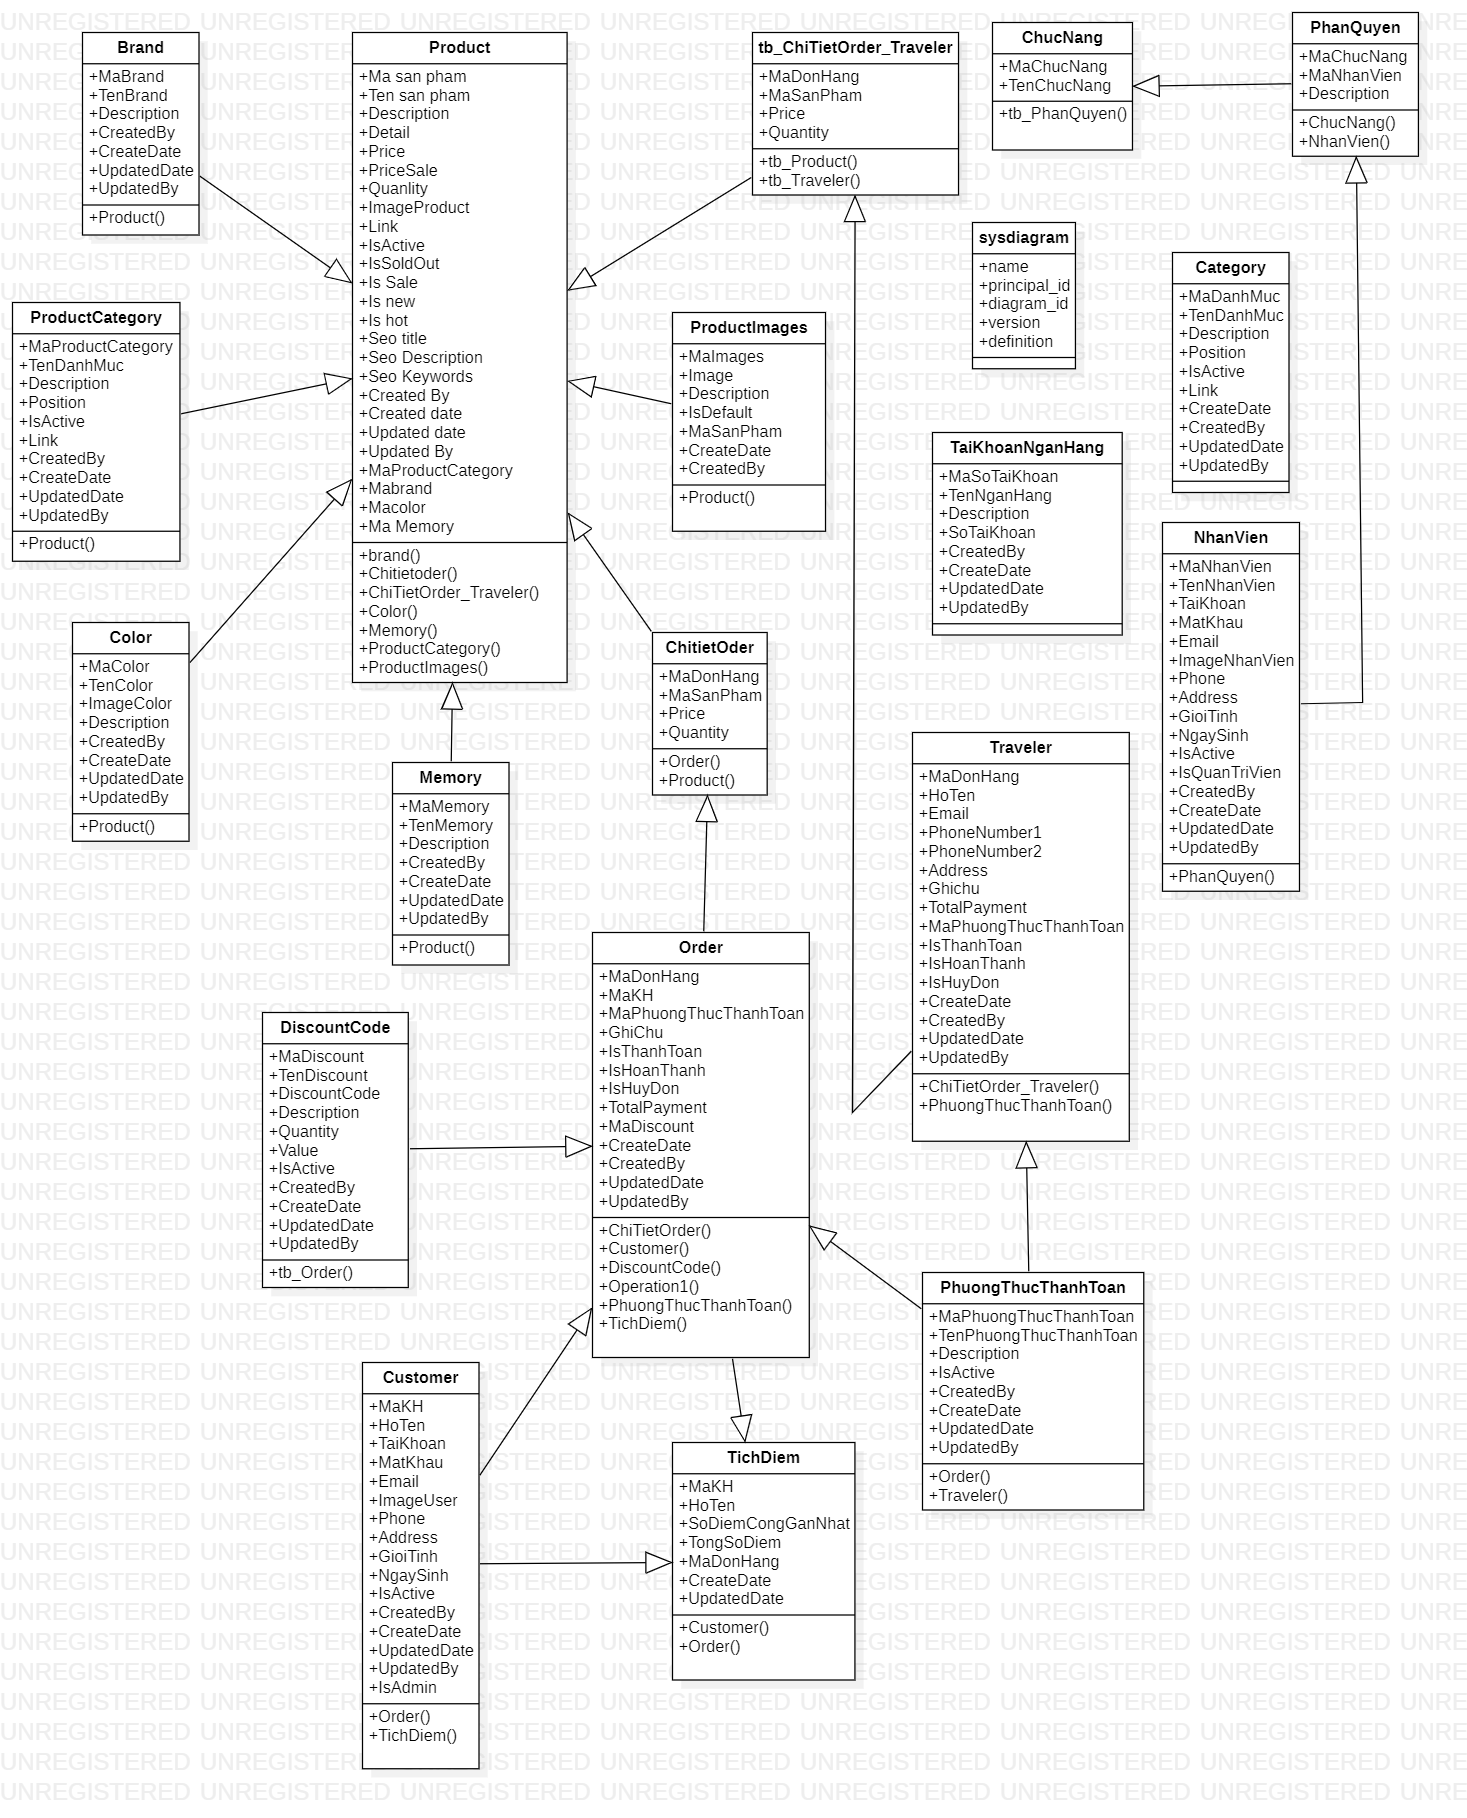 Brand
+MaBrand
+TenBrand
+Description
+CreatedBy
+CreateDate
+UpdatedDate
+UpdatedBy
+Product()
Product
+Ma san pham
+Ten san pham
+Description
+Detail
+Price
+PriceSale
+Quanlity
+ImageProduct
+Link
+IsActive
+IsSoldOut
+Is Sale
+Is new
+Is hot
+Seo title
+Seo Description
+Seo Keywords
+Created By
+Created date
+Updated date
+Updated By
+MaProductCategory
+Mabrand
+Macolor
+Ma Memory
+brand()
+Chitietoder()
+ChiTietOrder_Traveler()
+Color()
+Memory()
+ProductCategory()
+ProductImages()
tb_ChiTietOrder_Traveler
+MaDonHang
+MaSanPham
+Price
+Quantity
+tb_Product()
+tb_Traveler()
ChucNang
+MaChucNang
+TenChucNang
+tb_PhanQuyen()
PhanQuyen
+MaChucNang
+MaNhanVien
+Description
+ChucNang()
+NhanVien()
sysdiagram
+name
+principal_id
+diagram_id
+version
+definition
Category
+MaDanhMuc
+TenDanhMuc
+Description
+Position
+IsActive
+Link
+CreateDate
+CreatedBy
+UpdatedDate
+UpdatedBy
ProductCategory
+MaProductCategory
+TenDanhMuc
+Description
+Position
+IsActive
+Link
+CreatedBy
+CreateDate
+UpdatedDate
+UpdatedBy
+Product()
ProductImages
+MaImages
+Image
+Description
+IsDefault
+MaSanPham
+CreateDate
+CreatedBy
+Product()
TaiKhoanNganHang
+MaSoTaiKhoan
+TenNganHang
+Description
+SoTaiKhoan
+CreatedBy
+CreateDate
+UpdatedDate
+UpdatedBy
NhanVien
+MaNhanVien
+TenNhanVien
+TaiKhoan
+MatKhau
+Email
+ImageNhanVien
+Phone
+Address
+GioiTinh
+NgaySinh
+IsActive
+IsQuanTriVien
+CreatedBy
+CreateDate
+UpdatedDate
+UpdatedBy
+PhanQuyen()
Color
+MaColor
+TenColor
+ImageColor
+Description
+CreatedBy
+CreateDate
+UpdatedDate
+UpdatedBy
+Product()
ChitietOder
+MaDonHang
+MaSanPham
+Price
+Quantity
+Order()
+Product()
Memory
+MaMemory
+TenMemory
+Description
+CreatedBy
+CreateDate
+UpdatedDate
+UpdatedBy
+Product()
Traveler
+MaDonHang
+HoTen
+Email
+PhoneNumber1
+PhoneNumber2
+Address
+Ghichu
+TotalPayment
+MaPhuongThucThanhToan
+IsThanhToan
+IsHoanThanh
+IsHuyDon
+CreateDate
+CreatedBy
+UpdatedDate
+UpdatedBy
+ChiTietOrder_Traveler()
+PhuongThucThanhToan()
Order
+MaDonHang
+MaKH
+MaPhuongThucThanhToan
+GhiChu
+IsThanhToan
+IsHoanThanh
+IsHuyDon
+TotalPayment
+MaDiscount
+CreateDate
+CreatedBy
+UpdatedDate
+UpdatedBy
+ChiTietOrder()
+Customer()
+DiscountCode()
+Operation1()
+PhuongThucThanhToan()
+TichDiem()
DiscountCode
+MaDiscount
+TenDiscount
+DiscountCode
+Description
+Quantity
+Value
+IsActive
+CreatedBy
+CreateDate
+UpdatedDate
+UpdatedBy
+tb_Order()
PhuongThucThanhToan
+MaPhuongThucThanhToan
+TenPhuongThucThanhToan
+Description
+IsActive
+CreatedBy
+CreateDate
+UpdatedDate
+UpdatedBy
+Order()
+Traveler()
Customer
+MaKH
+HoTen
+TaiKhoan
+MatKhau
+Email
+ImageUser
+Phone
+Address
+GioiTinh
+NgaySinh
+IsActive
+CreatedBy
+CreateDate
+UpdatedDate
+UpdatedBy
+IsAdmin
+Order()
+TichDiem()
TichDiem
+MaKH
+HoTen
+SoDiemCongGanNhat
+TongSoDiem
+MaDonHang
+CreateDate
+UpdatedDate
+Customer()
+Order()
UNREGISTERED